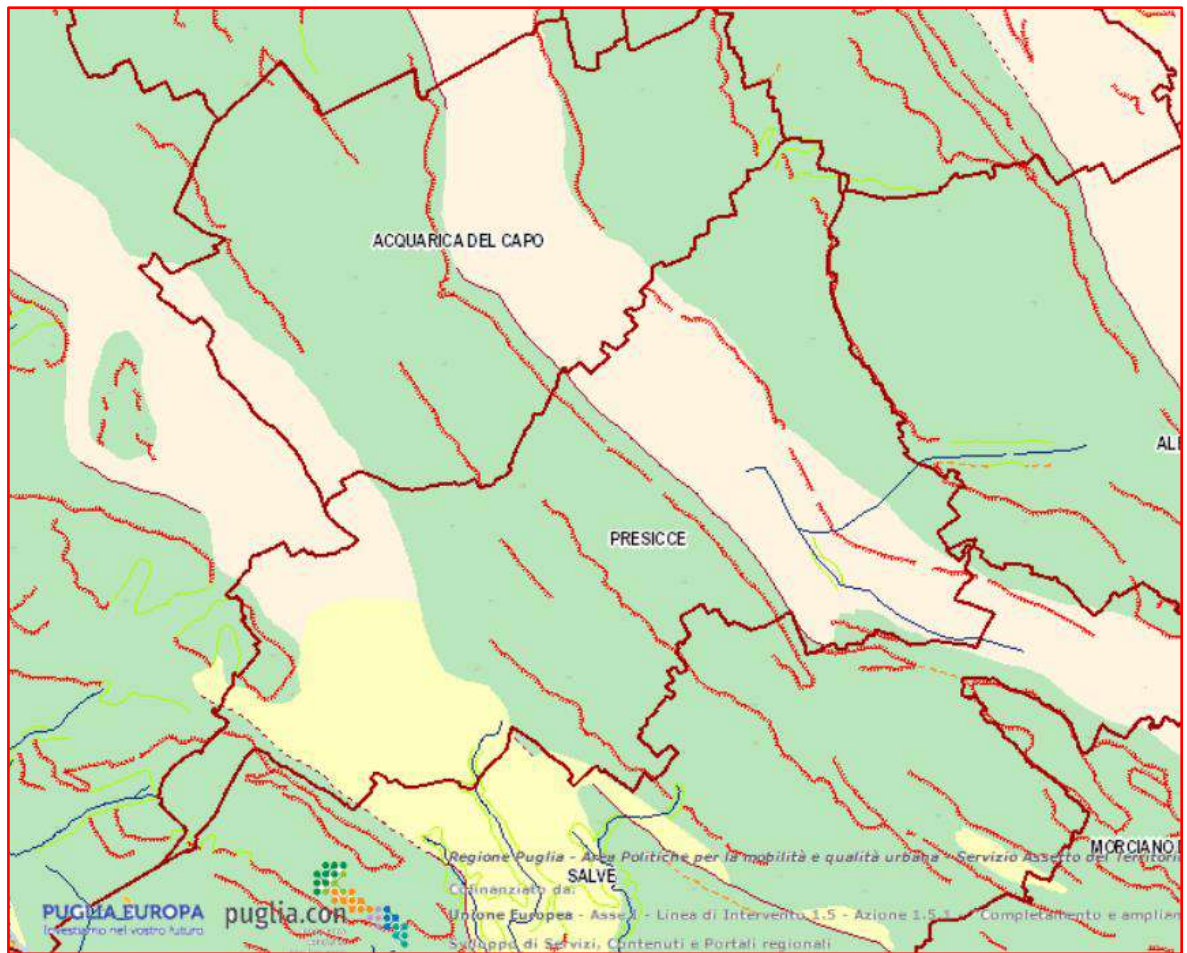 ACQUARICA DEL CAPO
ALE
PRESICCE
MORCIANO D
Regione Puglia - Area Politiche per la mobilità e qualità urbana - Servizio Assetto del Territorio
SALVE
Cofinanziato da:
PUGLIA EUROPA
Investiamo nel vostro futuro
puglia.con
Unione Europea - Asse I - Linea di Intervento 1.5 - Azione 1.5.1 - "Completamento e amplia
Sviluppo di Servizi, Contenuti e Portali regionali